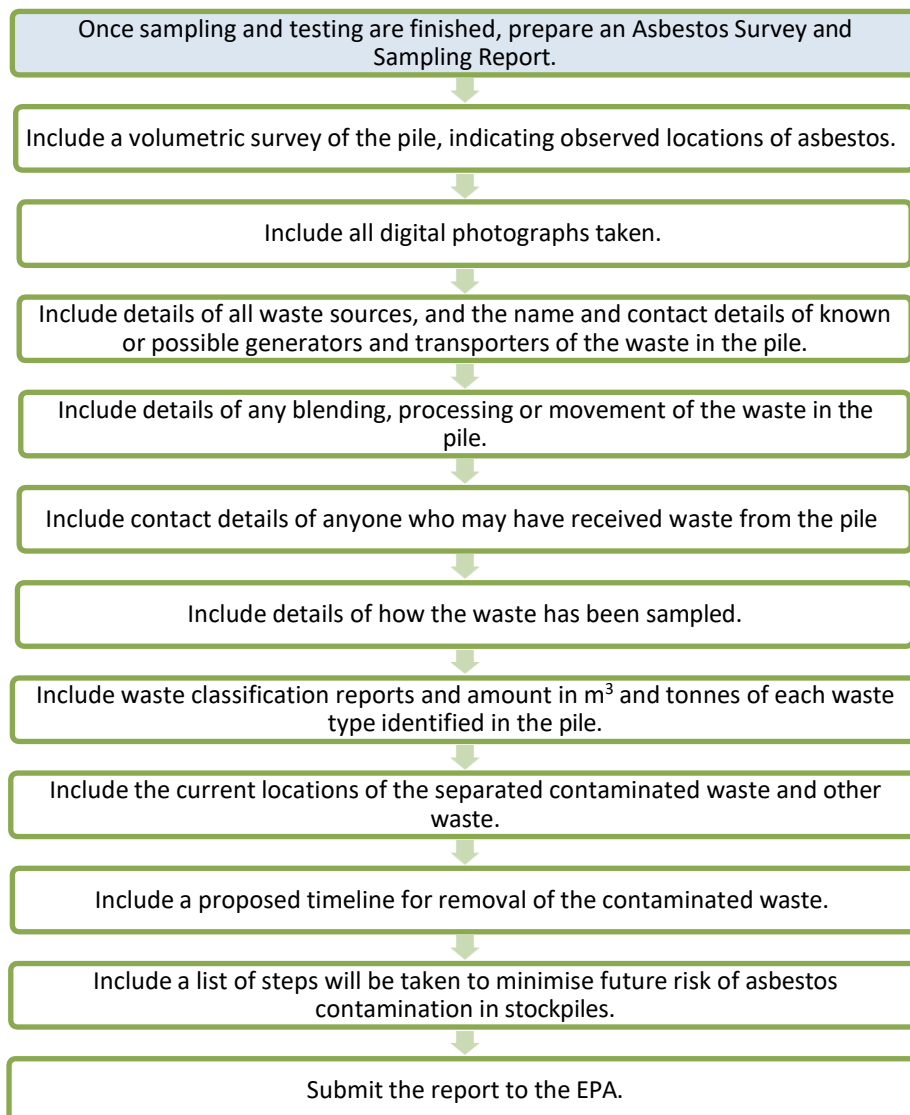 Once sampling and testing are finished, prepare an Asbestos Survey and
Sampling Report.
Include a volumetric survey of the pile, indicating observed locations of asbestos.
Include all digital photographs taken.
Include details of all waste sources, and the name and contact details of known
or possible generators and transporters of the waste in the pile.
Include details of any blending, processing or movement of the waste in the
pile.
Include contact details of anyone who may have received waste from the pile
Include details of how the waste has been sampled.
Include waste classification reports and amount in m³ and tonnes of each waste
type identified in the pile.
Include the current locations of the separated contaminated waste and other
waste.
Include a proposed timeline for removal of the contaminated waste.
Include a list of steps will be taken to minimise future risk of asbestos
contamination in stockpiles.
Submit the report to the EPA.